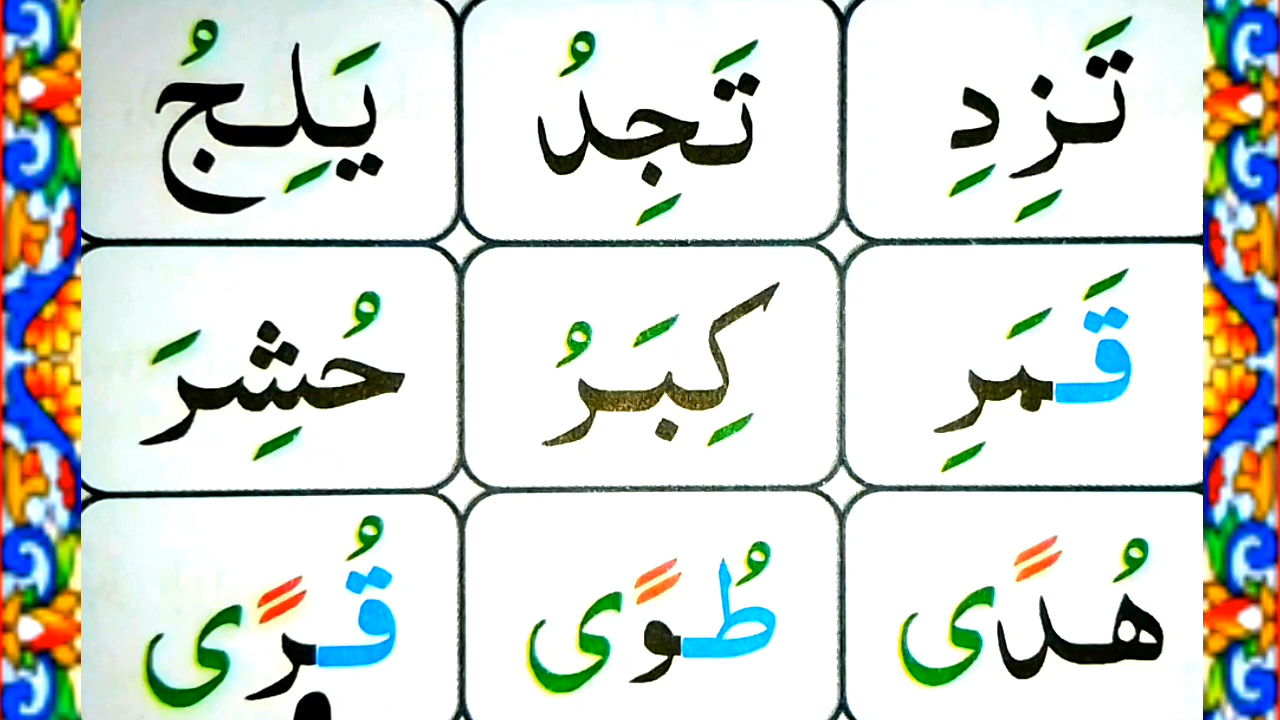 تَزِدِ تَجِدُ يَلِجُ
قَمَرِ كِبَرُ حُشِرَ
هُدًى طُوًى قُرًى